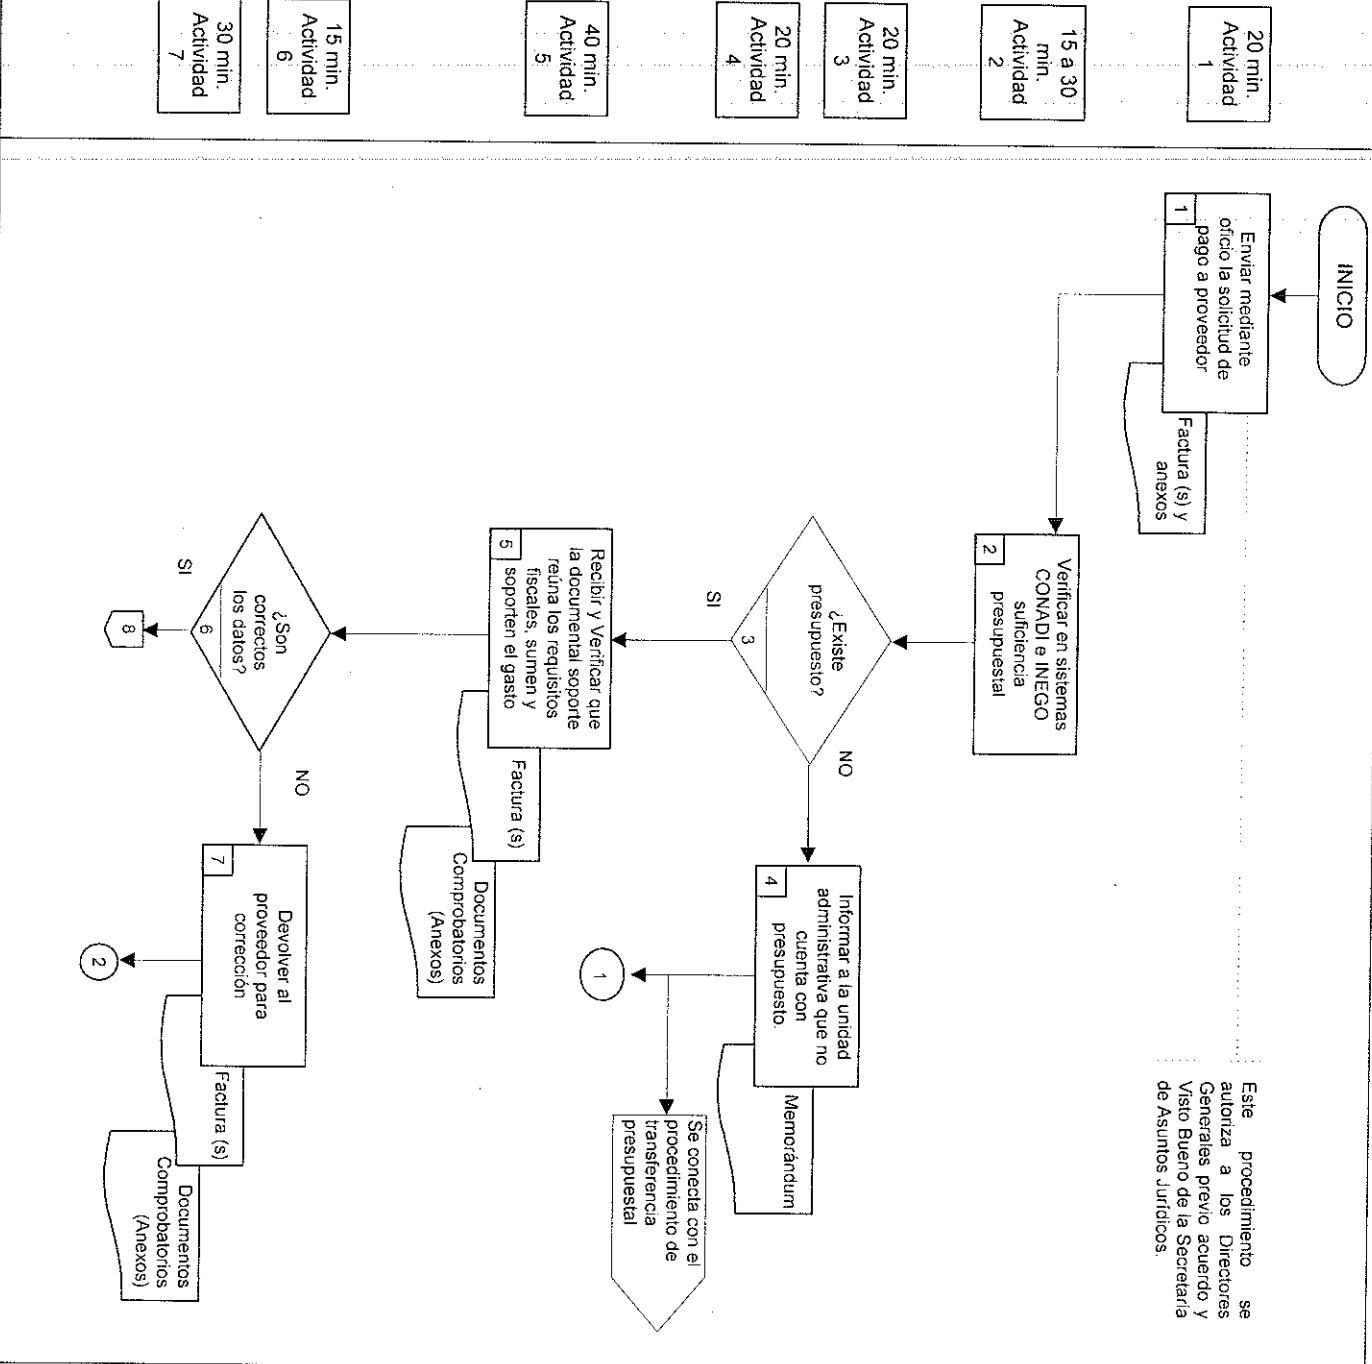 20 min.
Actividad
1
15 a 30
min.
Actividad
2
20 min.
Actividad
3
20 min.
Actividad
4
40 min.
Actividad
5
15 min.
Actividad
6
30 min.
Actividad
7
INICIO
Enviar mediante
oficio la solicitud de
pago a proveedor
1
Factura (s) y
anexos
Este procedimiento se
autoriza a los Directores
Generales previo acuerdo y
Visto Bueno de la Secretaría
de Asuntos Jurídicos.
Verificar en sistemas
CONADI e INEGO
suficiencia
presupuestal
2
¿Existe
presupuesto?
3
NO
SI
Informar a la unidad
administrativa que no
cuenta con
presupuesto.
4
Memorándum
1
Se conecta con el
procedimiento de
transferencia
presupuestal
Recibir y Verificar que
la documental soporte
reúna los requisitos
fiscales, sumen y
soporten el gasto
5
Factura (s)
Documentos
Comprobatorios
(Anexos)
¿Son
correctos
los datos?
6
NO
SI
8
Devolver al
proveedor para
corrección
7
Factura (s)
Documentos
Comprobatorios
(Anexos)
2